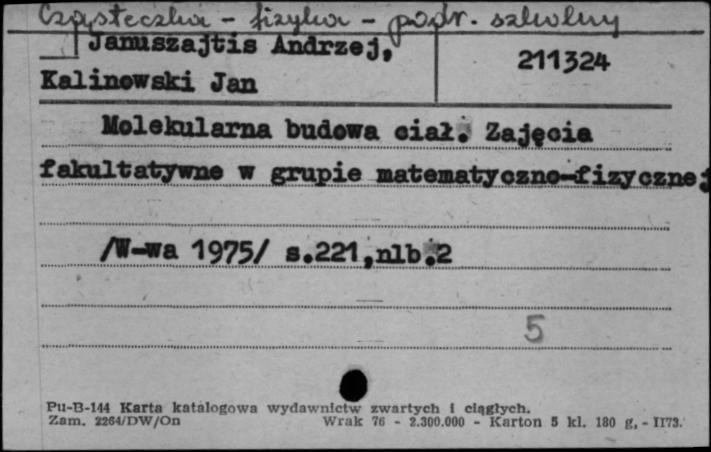 Cząsteczka - fizyka - podr. szkolny
Januszajtis Andrzej,
211324
Kalinowski Jan
Molekularna budowa ciał. Zajęcia
fakultatywne w grupie matematyczno-fizycznej
/W-wa 1975/ s.221,nlb.2
5
Pu-B-144 Karta katalogowa wydawnictw zwartych i ciągłych.
Zam. 2264/DW/On Wrak 76 - 2.300.000 - Karton 5 kl. 180 g, - II73.